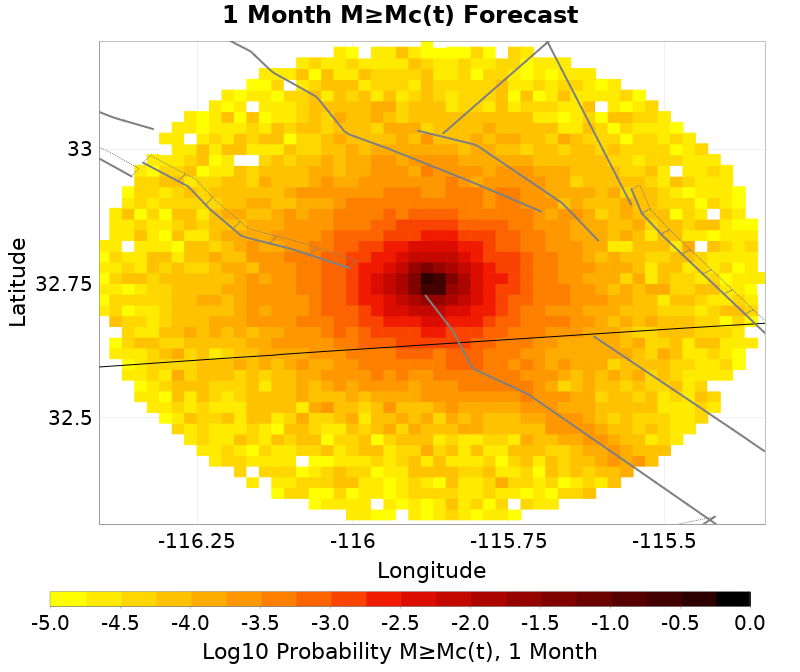 1 Month M≥Mc(t) Forecast
33
32.75
32.5
Latitude
-116.25 -116 -115.75 -115.5
Longitude
-5.0 -4.5 -4.0 -3.5 -3.0 -2.5 -2.0 -1.5 -1.0 -0.5 0.0
Log10 Probability M≥Mc(t), 1 Month